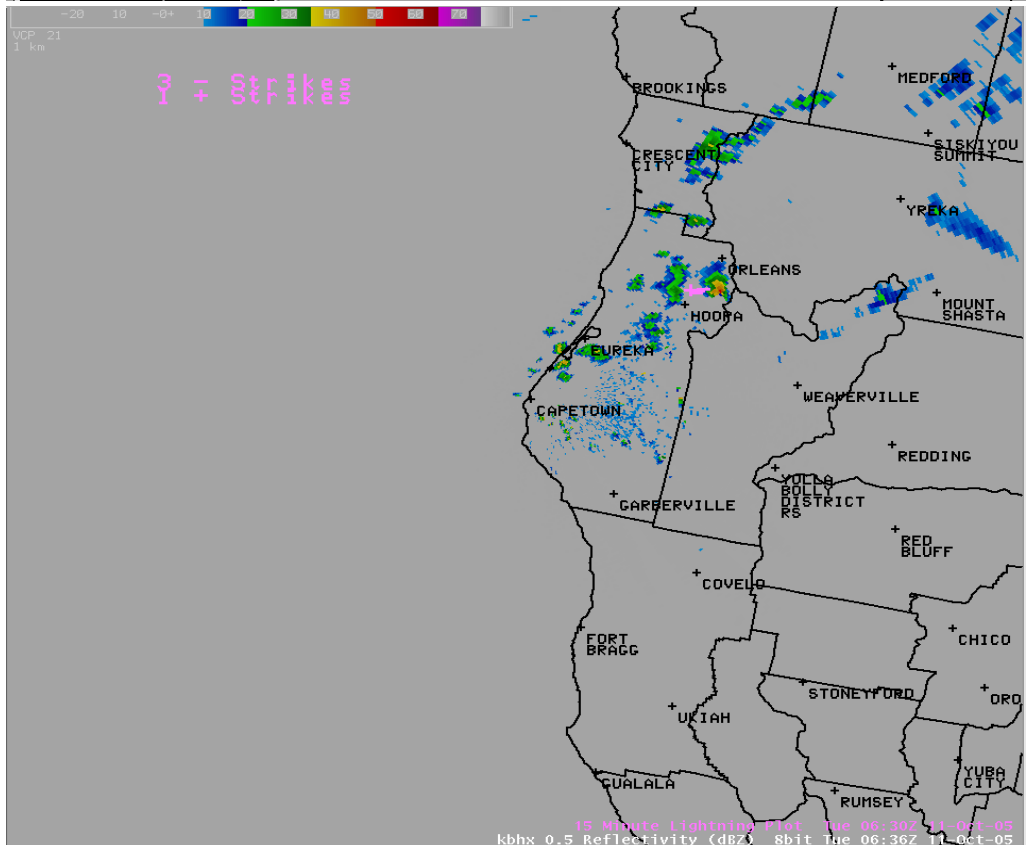 -20 10 -0+ 10 20 30 40 50 60 70
VCP 21
1 km
3 - Strikes
1 + Strikes
BROOKINGS
MEDFORD
CRESCENT
CITY
SISKIYOU
SUMMIT
YREKA
ORLEANS
HOOPA
MOUNT
SHASTA
EUREKA
CAPETOWN
WEAVERVILLE
REDDING
YOLLA
BOLLY
DISTRICT
RS
GARBERVILLE
RED
BLUFF
COVELO
FORT
BRAGG
CHICO
STONEYFORD
ORO
UKIAH
GUALALA
YUBA
CITY
RUMSEY
15 Minute Lightning Plot Tue 06:30Z 11-Oct-05
kbhx 0.5 Reflectivity (dBZ) 8bit Tue 06:36Z 11-Oct-05